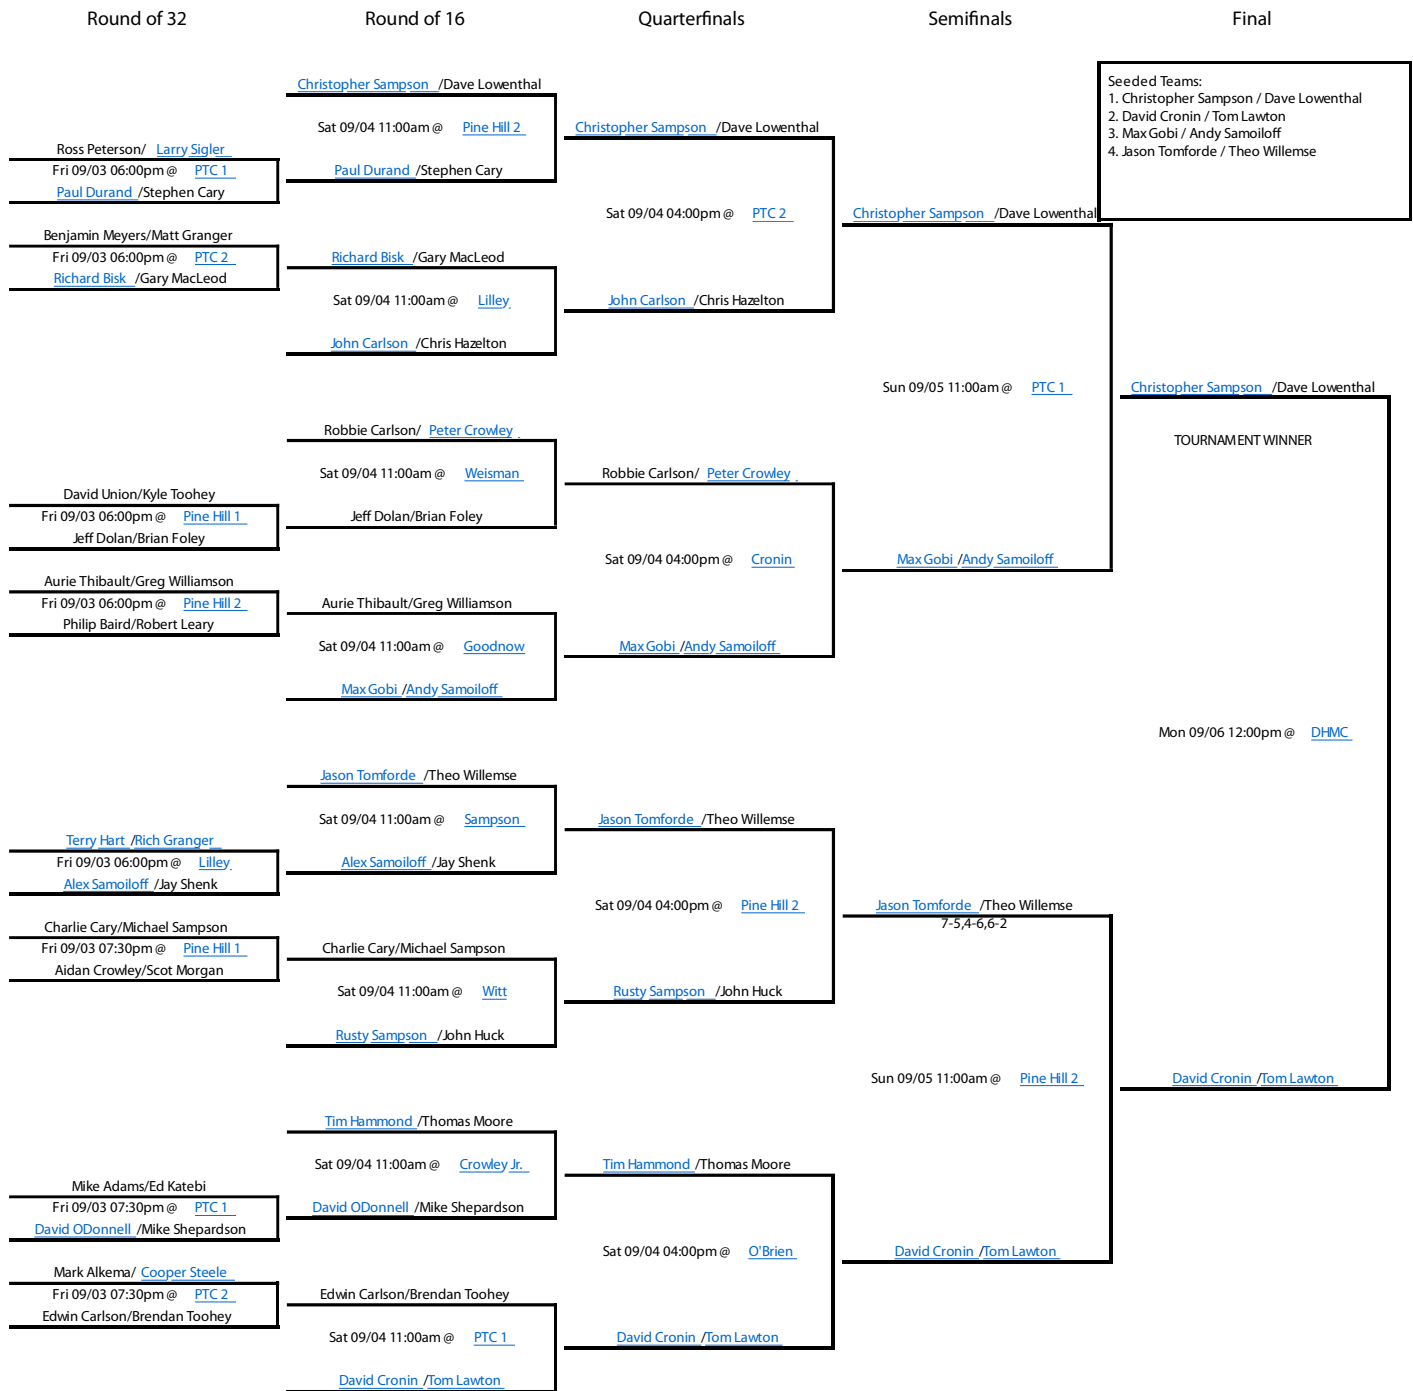 Round of 32
Round of 16
Quarterfinals
Semifinals
Final
Ross Peterson/ Larry Sigler
Fri 09/03 06:00pm @ PTC 1
Paul Durand /Stephen Cary
Benjamin Meyers/Matt Granger
Fri 09/03 06:00pm @ PTC 2
Richard Bisk /Gary MacLeod
David Union/Kyle Toohey
Fri 09/03 06:00pm @ Pine Hill 1
Jeff Dolan/Brian Foley
Aurie Thibault/Greg Williamson
Fri 09/03 06:00pm @ Pine Hill 2
Philip Baird/Robert Leary
Terry Hart /Rich Granger
Fri 09/03 06:00pm @ Lilley
Alex Samoiloff /Jay Shenk
Charlie Cary/Michael Sampson
Fri 09/03 07:30pm @ Pine Hill 1
Aidan Crowley/Scot Morgan
Mike Adams/Ed Katebi
Fri 09/03 07:30pm @ PTC 1
David ODonnell /Mike Shepardson
Mark Alkema/ Cooper Steele
Fri 09/03 07:30pm @ PTC 2
Edwin Carlson/Brendan Toohey
Christopher Sampson /Dave Lowenthal
Sat 09/04 11:00am @ Pine Hill 2
Paul Durand /Stephen Cary
Richard Bisk /Gary MacLeod
Sat 09/04 11:00am @ Lilley
John Carlson /Chris Hazelton
Robbie Carlson/ Peter Crowley
Sat 09/04 11:00am @ Weisman
Jeff Dolan/Brian Foley
Aurie Thibault/Greg Williamson
Sat 09/04 11:00am @ Goodnow
Max Gobi /Andy Samoiloff
Jason Tomforde /Theo Willemse
Sat 09/04 11:00am @ Sampson
Alex Samoiloff /Jay Shenk
Charlie Cary/Michael Sampson
Sat 09/04 11:00am @ Witt
Rusty Sampson /John Huck
Tim Hammond /Thomas Moore
Sat 09/04 11:00am @ Crowley Jr.
David ODonnell /Mike Shepardson
Edwin Carlson/Brendan Toohey
Sat 09/04 11:00am @ PTC 1
David Cronin /Tom Lawton
Christopher Sampson /Dave Lowenthal
Sat 09/04 04:00pm @ PTC 2
John Carlson /Chris Hazelton
Robbie Carlson/ Peter Crowley
Sat 09/04 04:00pm @ Cronin
Max Gobi /Andy Samoiloff
Jason Tomforde /Theo Willemse
Sat 09/04 04:00pm @ Pine Hill 2
Rusty Sampson /John Huck
Tim Hammond /Thomas Moore
Sat 09/04 04:00pm @ O'Brien
David Cronin /Tom Lawton
Christopher Sampson /Dave Lowenthal
Sun 09/05 11:00am @ PTC 1
Max Gobi /Andy Samoiloff
Jason Tomforde /Theo Willemse
7-5,4-6,6-2
Sun 09/05 11:00am @ Pine Hill 2
David Cronin /Tom Lawton
Seeded Teams:
1. Christopher Sampson / Dave Lowenthal
2. David Cronin / Tom Lawton
3. Max Gobi / Andy Samoiloff
4. Jason Tomforde / Theo Willemse
Christopher Sampson /Dave Lowenthal
TOURNAMENT WINNER
Mon 09/06 12:00pm @ DHMC
David Cronin /Tom Lawton